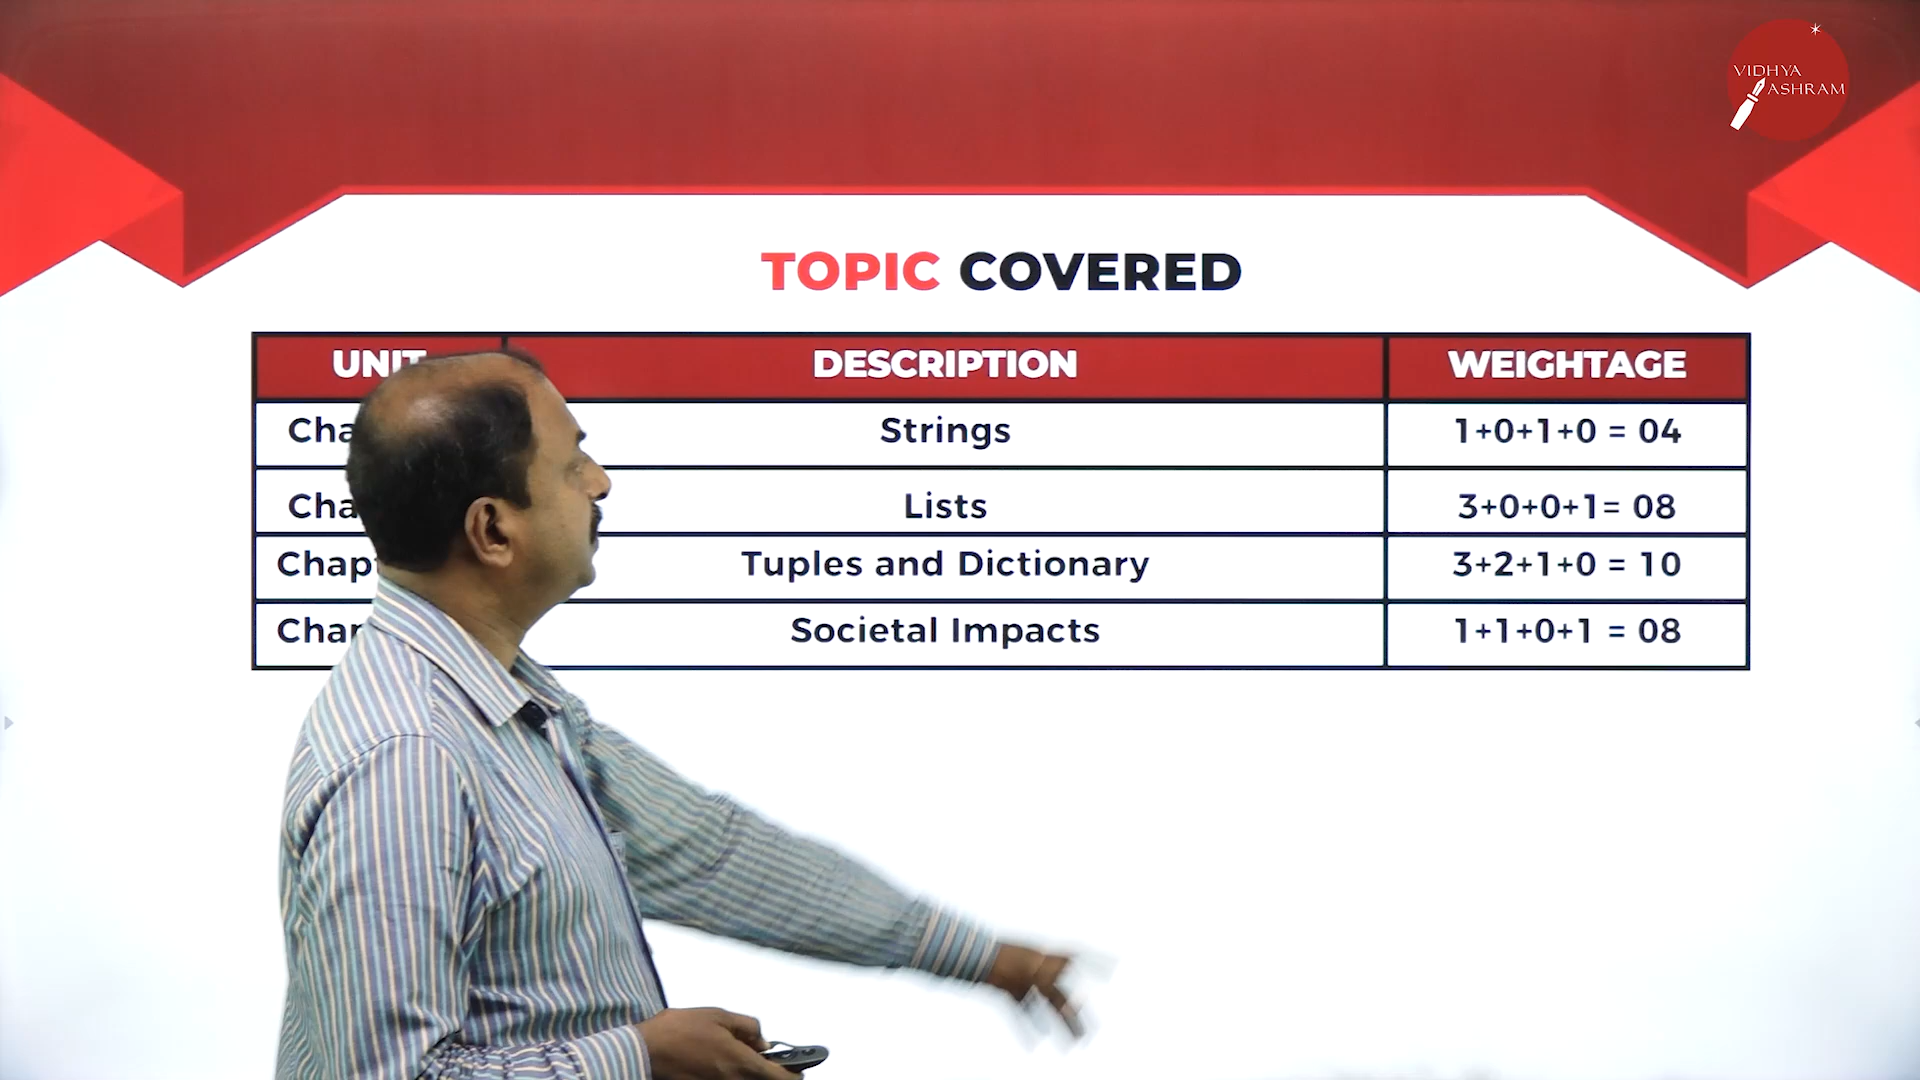 VIDHYA
ASHRAM
TOPIC COVERED
UNIT DESCRIPTION WEIGHTAGE
Strings 1+0+1+0 = 04
Lists 3+0+0+1= 08
Tuples and Dictionary 3+2+1+0 = 10
Societal Impacts 1+1+0+1 = 08